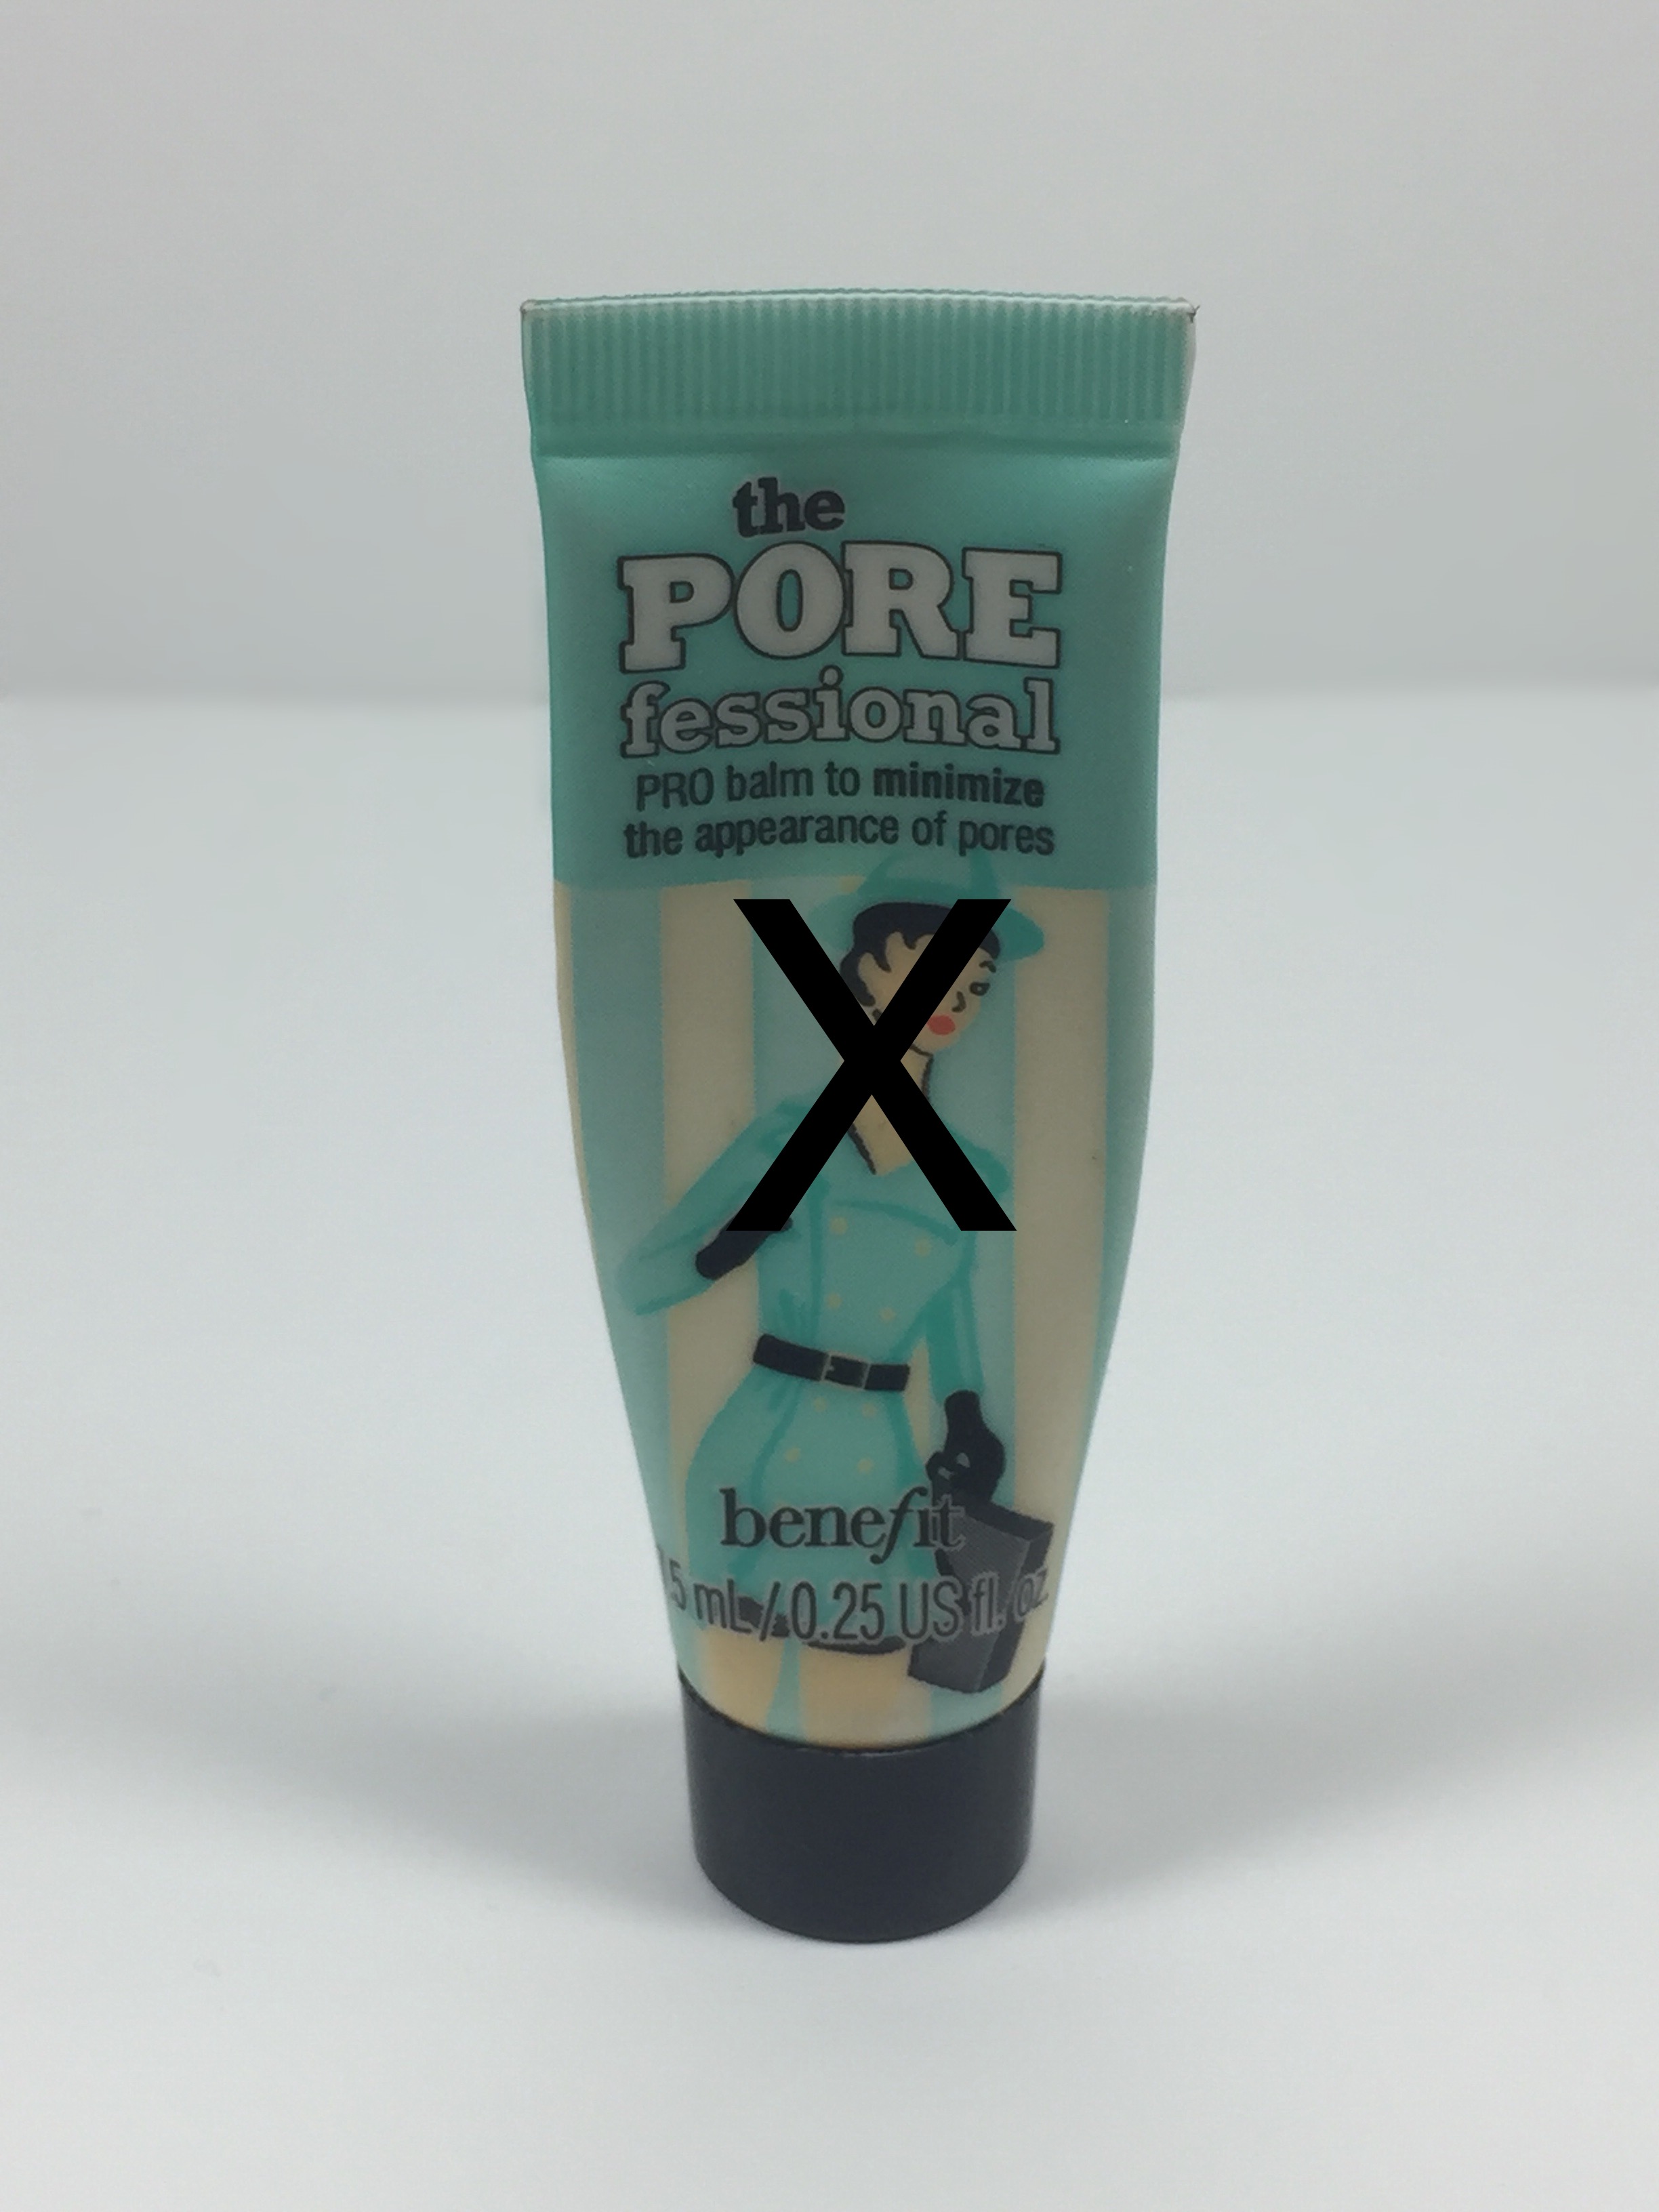 the
PORE
fessional
PRO balm to minimize
the appearance of pores
X
benefit
5 mL / 0.25 US fl. oz